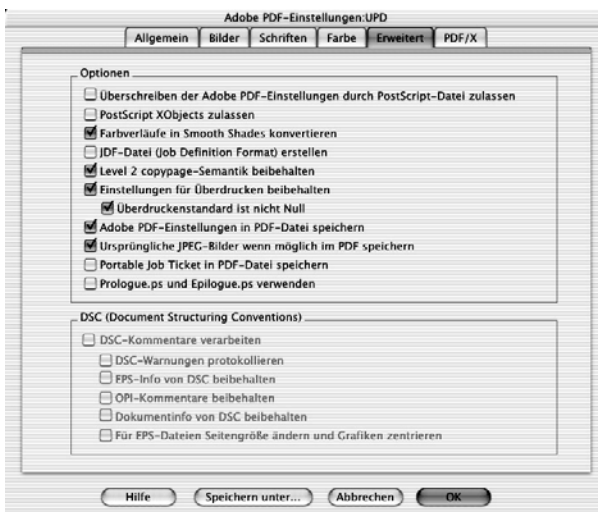 Adobe PDF-Einstellungen:UPD
Allgemein Bilder Schriften Farbe Erweitert PDF/X
Optionen
Überschreiben der Adobe PDF-Einstellungen durch PostScript-Datei zulassen
PostScript XObjects zulassen
Farbverläufe in Smooth Shades konvertieren
JDF-Datei (Job Definition Format) erstellen
Level 2 copypage-Semantik beibehalten
Einstellungen für Überdrucken beibehalten
Überdruckenstandard ist nicht Null
Adobe PDF-Einstellungen in PDF-Datei speichern
Ursprüngliche JPEG-Bilder wenn möglich im PDF speichern
Portable Job Ticket in PDF-Datei speichern
Prologue.ps und Epilogue.ps verwenden
DSC (Document Structuring Conventions)
DSC-Kommentare verarbeiten
DSC-Warnungen protokollieren
EPS-Info von DSC beibehalten
OPI-Kommentare beibehalten
Dokumentinfo von DSC beibehalten
Für EPS-Dateien Seitengröße ändern und Grafiken zentrieren
Hilfe Speichern unter... Abbrechen OK